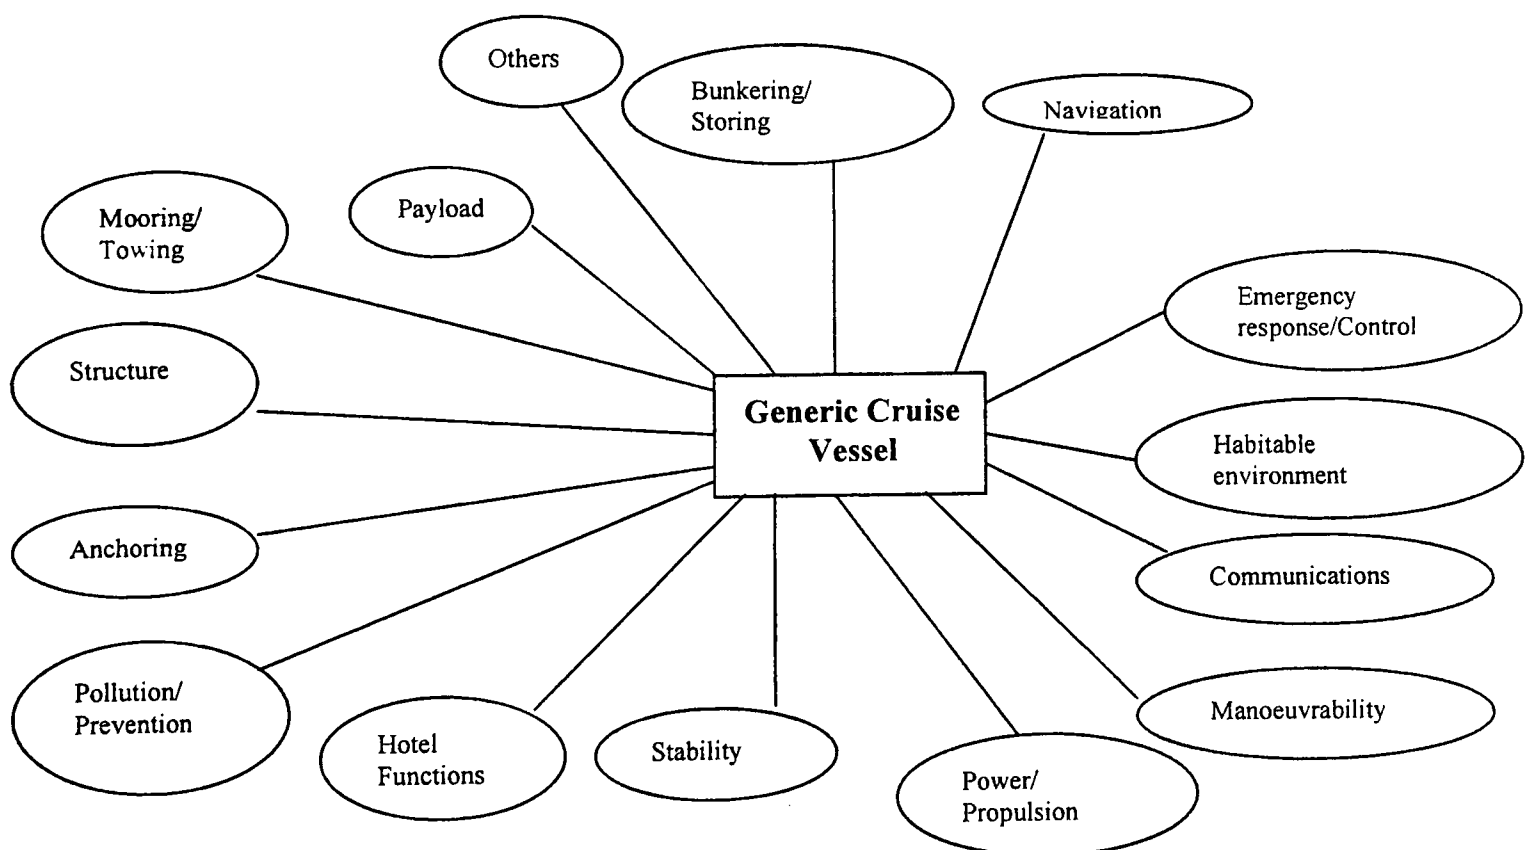 Others
Bunkering/
Storing
Navigation
Mooring/
Towing
Payload
Emergency
response/Control
Structure
Generic Cruise
Vessel
Habitable
environment
Anchoring
Communications
Pollution/
Prevention
Hotel
Functions
Stability
Power/
Propulsion
Manoeuvrability